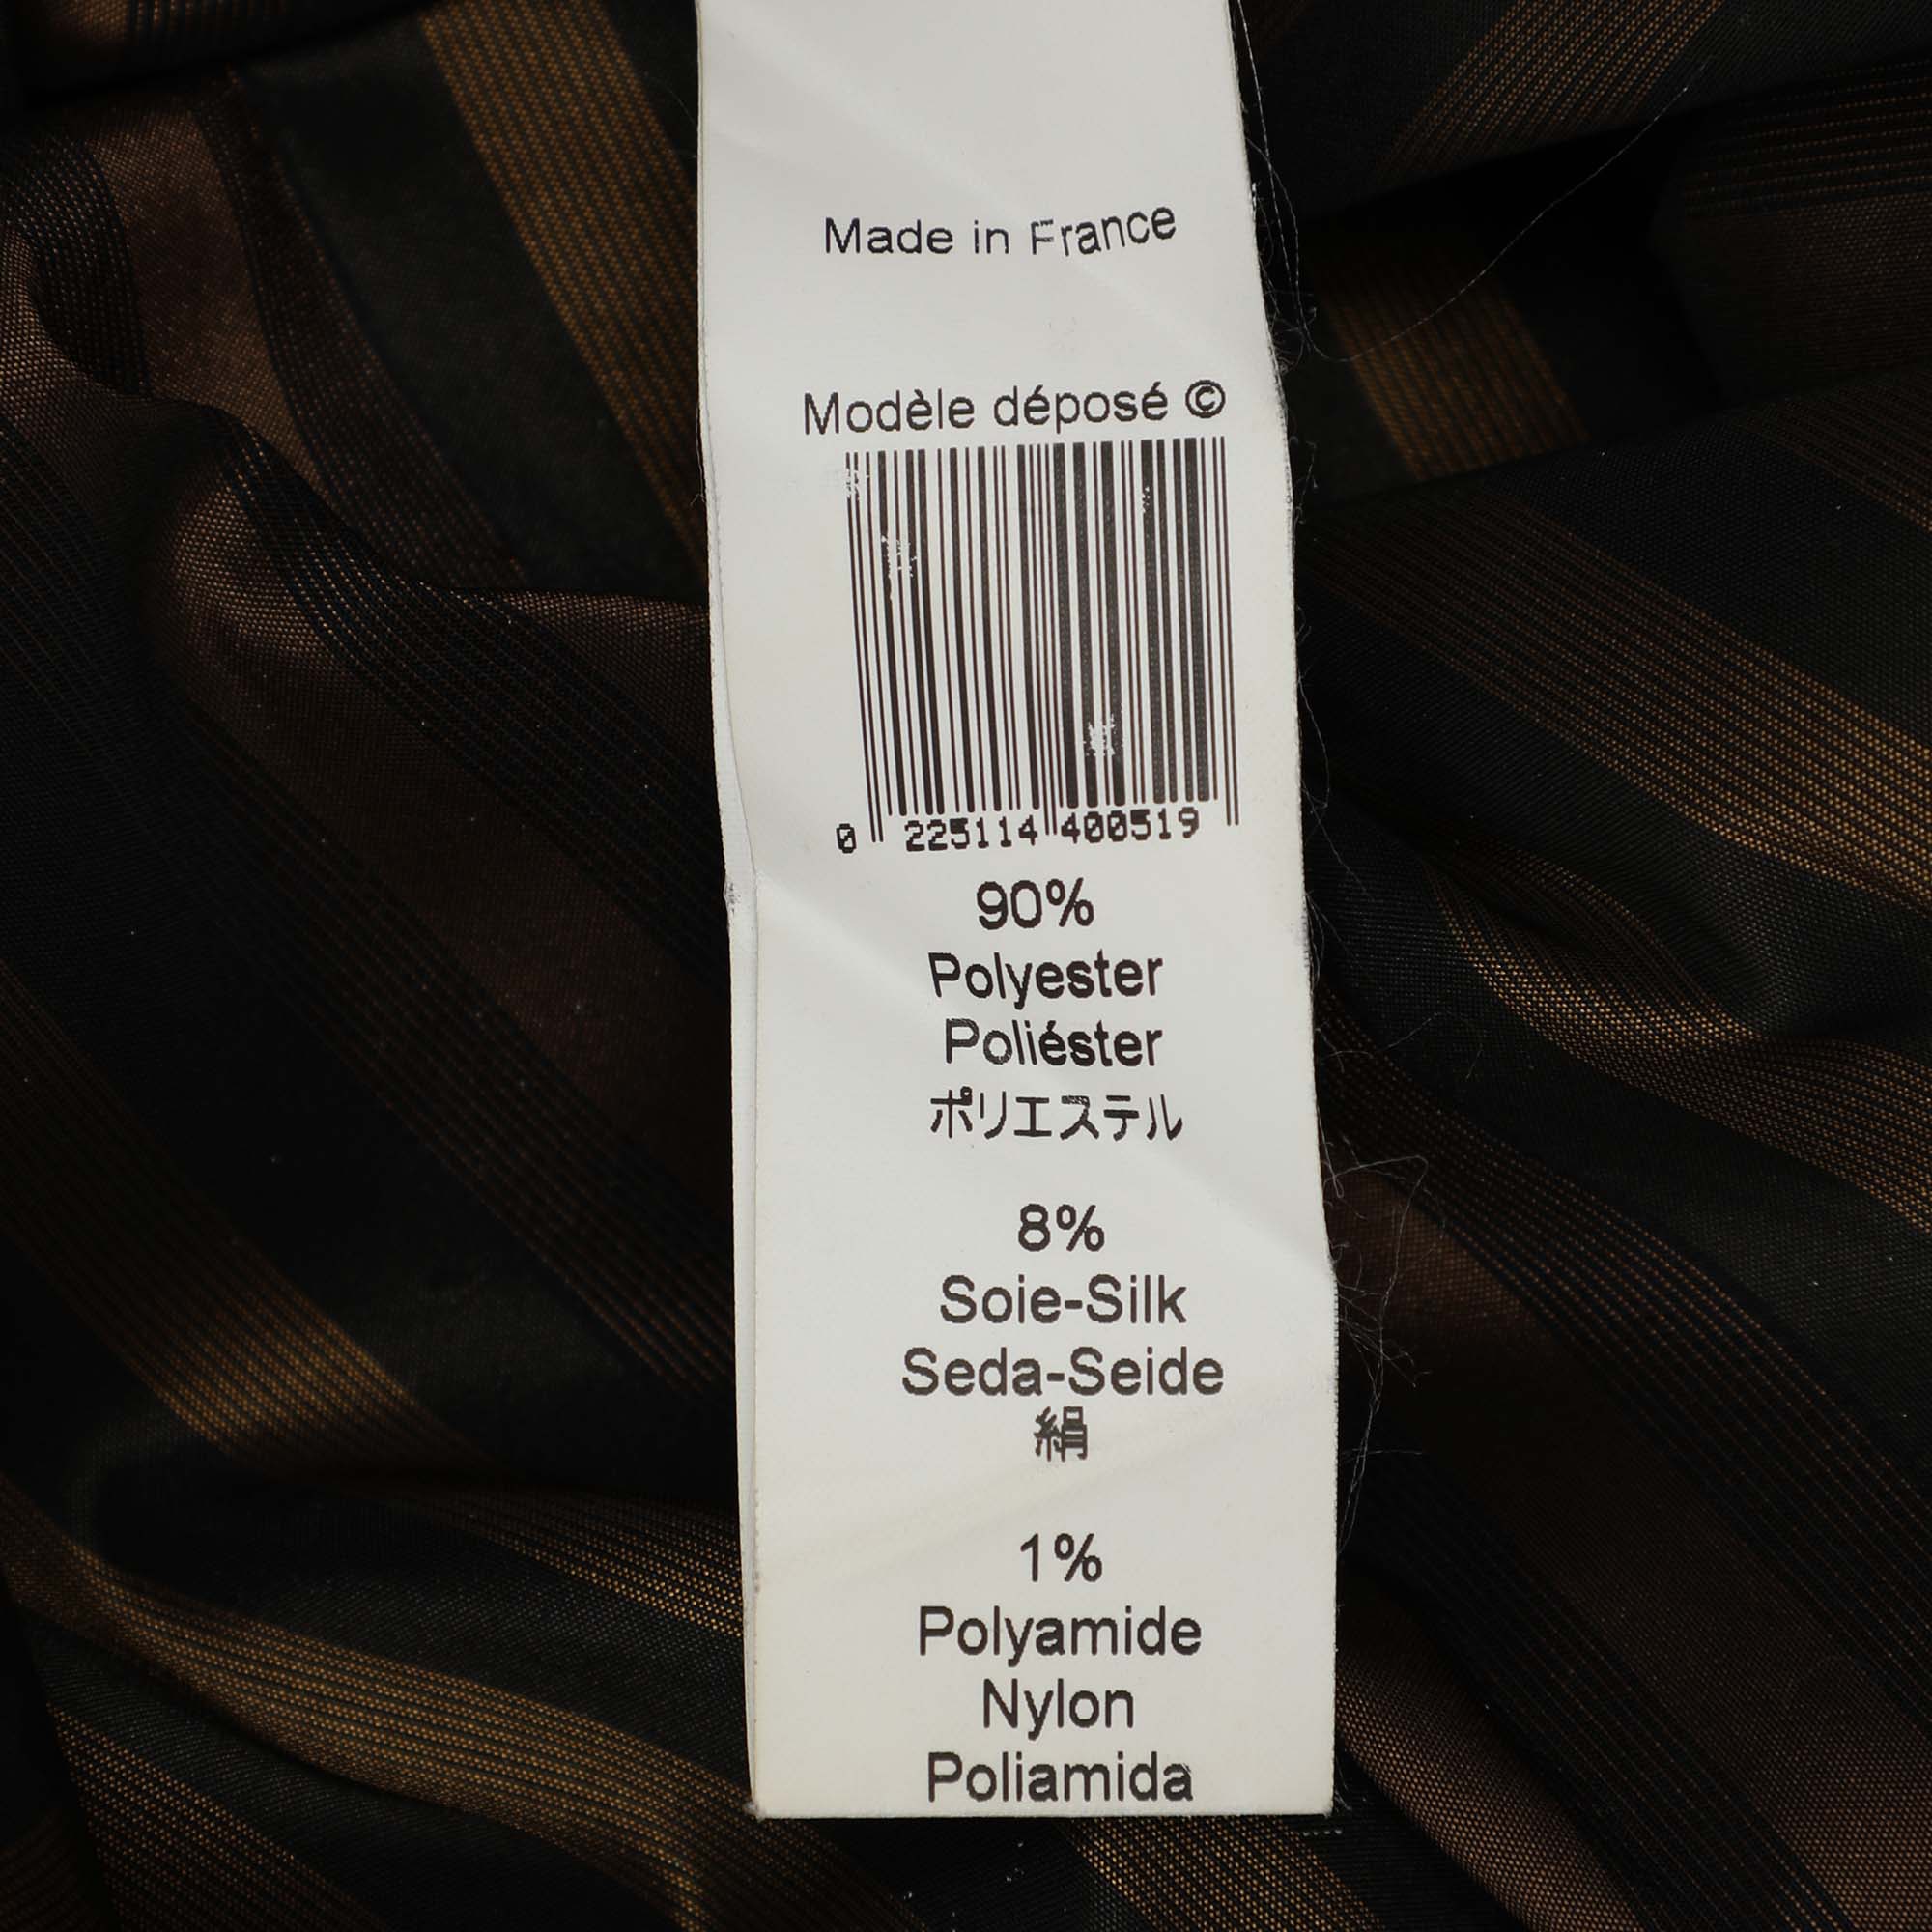 Made in France
Modèle déposé ©
0 225114 400519
90%
Polyester
Poliéster
ポリエステル
8%
Soie-Silk
Seda-Seide
絹
1%
Polyamide
Nylon
Poliamida